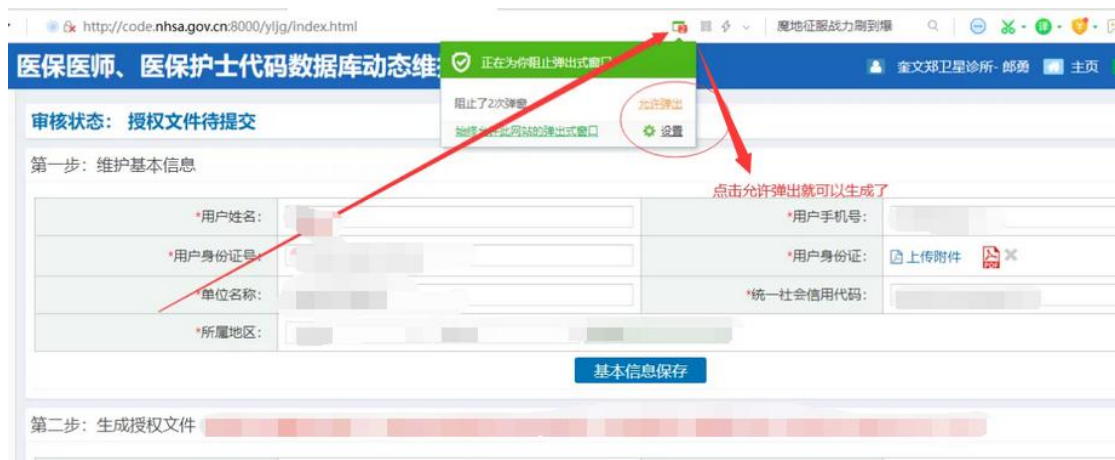 http://code.nhsa.gov.cn:8000/yljg/index.html
魔地征服战力刷到爆
医保医师、医保护士代码数据库动态维
正在为你阻止弹出式窗口
奎文郑卫星诊所- 郎勇 主页
阻止了2次弹窗 允许弹出
始终允许此网站的弹出式窗口 设置
审核状态： 授权文件待提交
第一步：维护基本信息
点击允许弹出就可以生成了
*用户姓名： *用户手机号：
*用户身份证号： *用户身份证： 上传附件 PDF
*单位名称： *统一社会信用代码：
*所属地区：
基本信息保存
第二步：生成授权文件